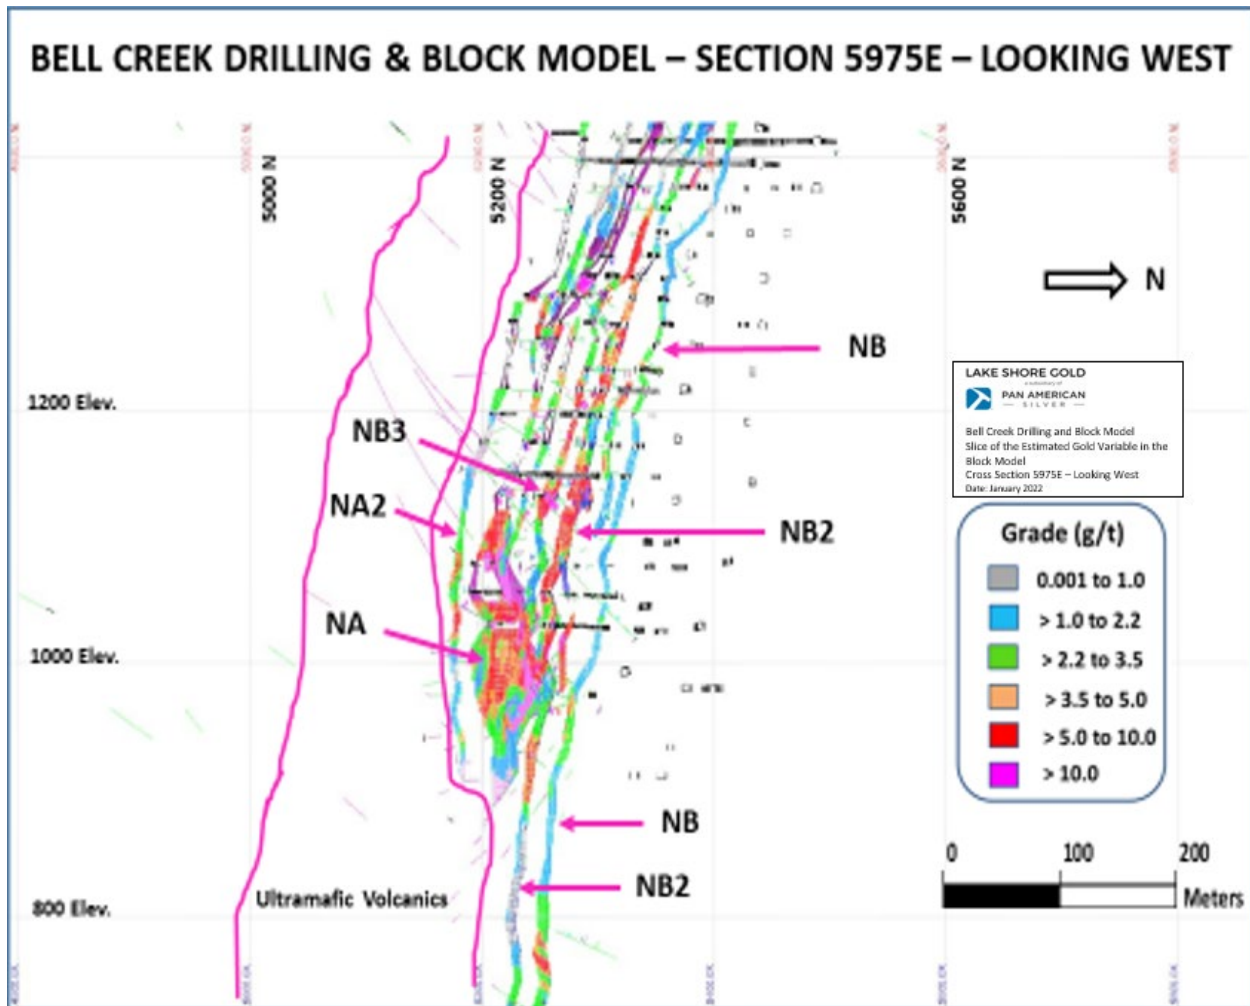 BELL CREEK DRILLING & BLOCK MODEL – SECTION 5975E – LOOKING WEST
5000 N
5200 N
5600 N
N
NB
1200 Elev.
LAKE SHORE GOLD
a subsidiary of
PAN AMERICAN
— SILVER —
Bell Creek Drilling and Block Model
Slice of the Estimated Gold Variable in the
Block Model
Cross Section 5975E – Looking West
Date: January 2022
NB3
NA2
NB2
Grade (g/t)
0.001 to 1.0
> 1.0 to 2.2
> 2.2 to 3.5
> 3.5 to 5.0
> 5.0 to 10.0
> 10.0
NA
1000 Elev.
NB
NB2
0 100 200
Meters
Ultramafic Volcanics
800 Elev.